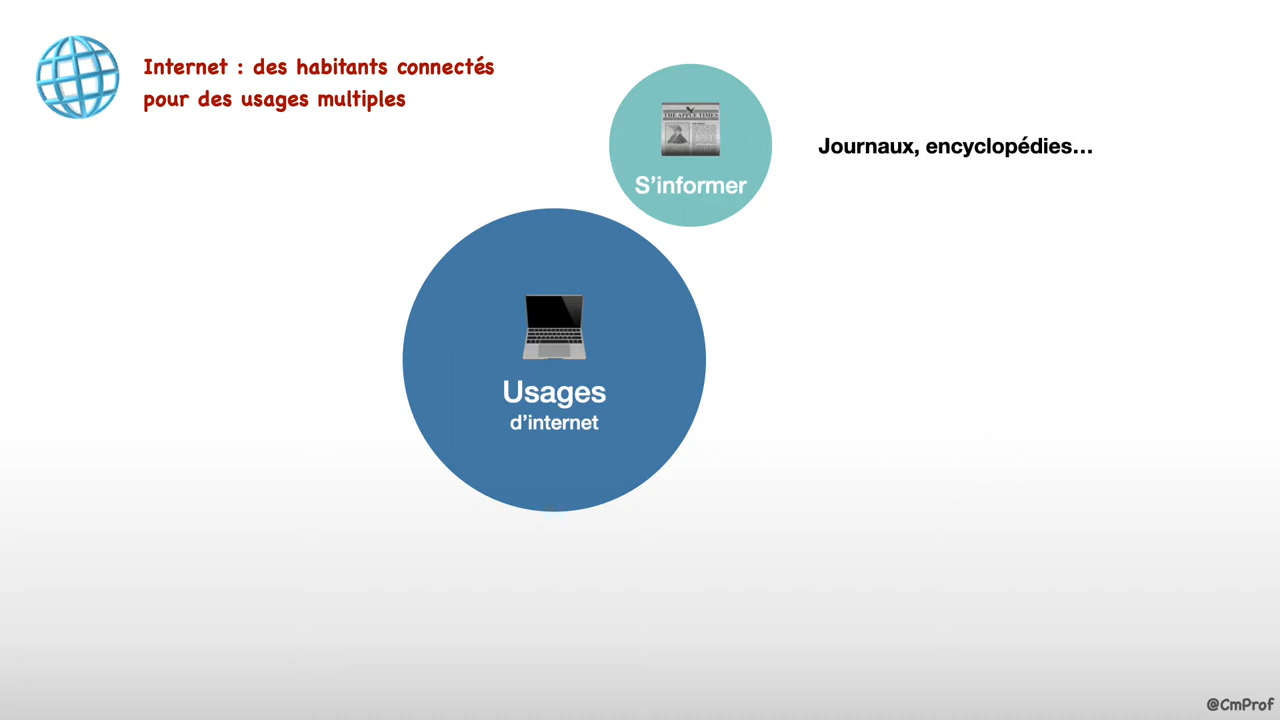 Internet : des habitants connectés
pour des usages multiples
THE APPLE TIMES
S’informer
Journaux, encyclopédies…
Usages
d’internet
@CmProf